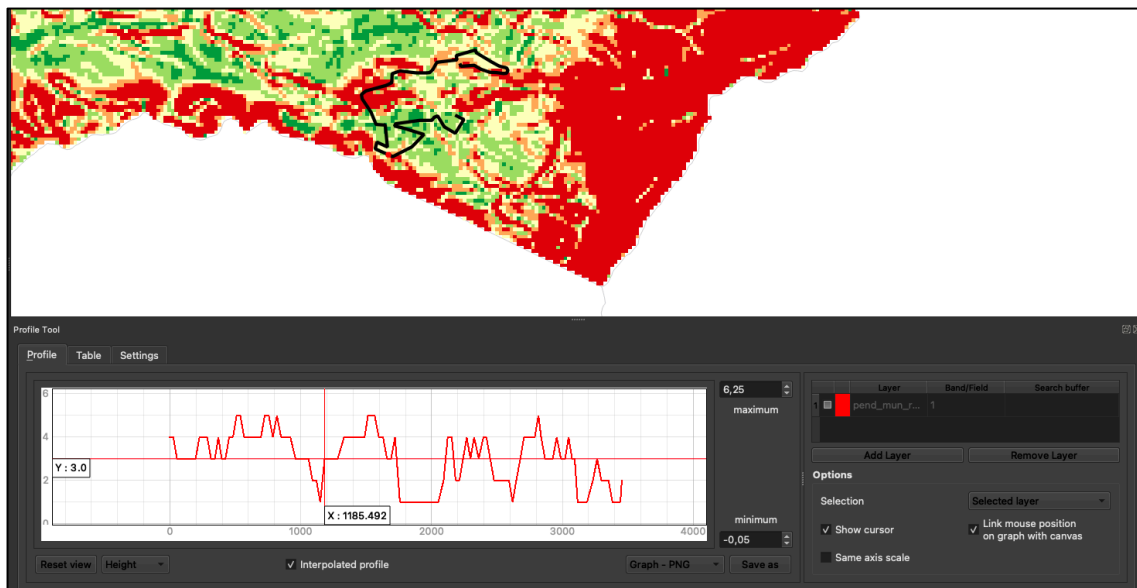 Profile Tool
Profile Table Settings
6
4
2
0
Y : 3.0
X : 1185.492
0 1000 2000 3000 4000
6,25
maximum
minimum
-0,05
Layer Band/Field Search buffer
1 pend_mun_r... 1
Add Layer Remove Layer
Options
Selection Selected layer
Show cursor
Link mouse position
on graph with canvas
Same axis scale
Reset view Height Interpolated profile Graph - PNG Save as